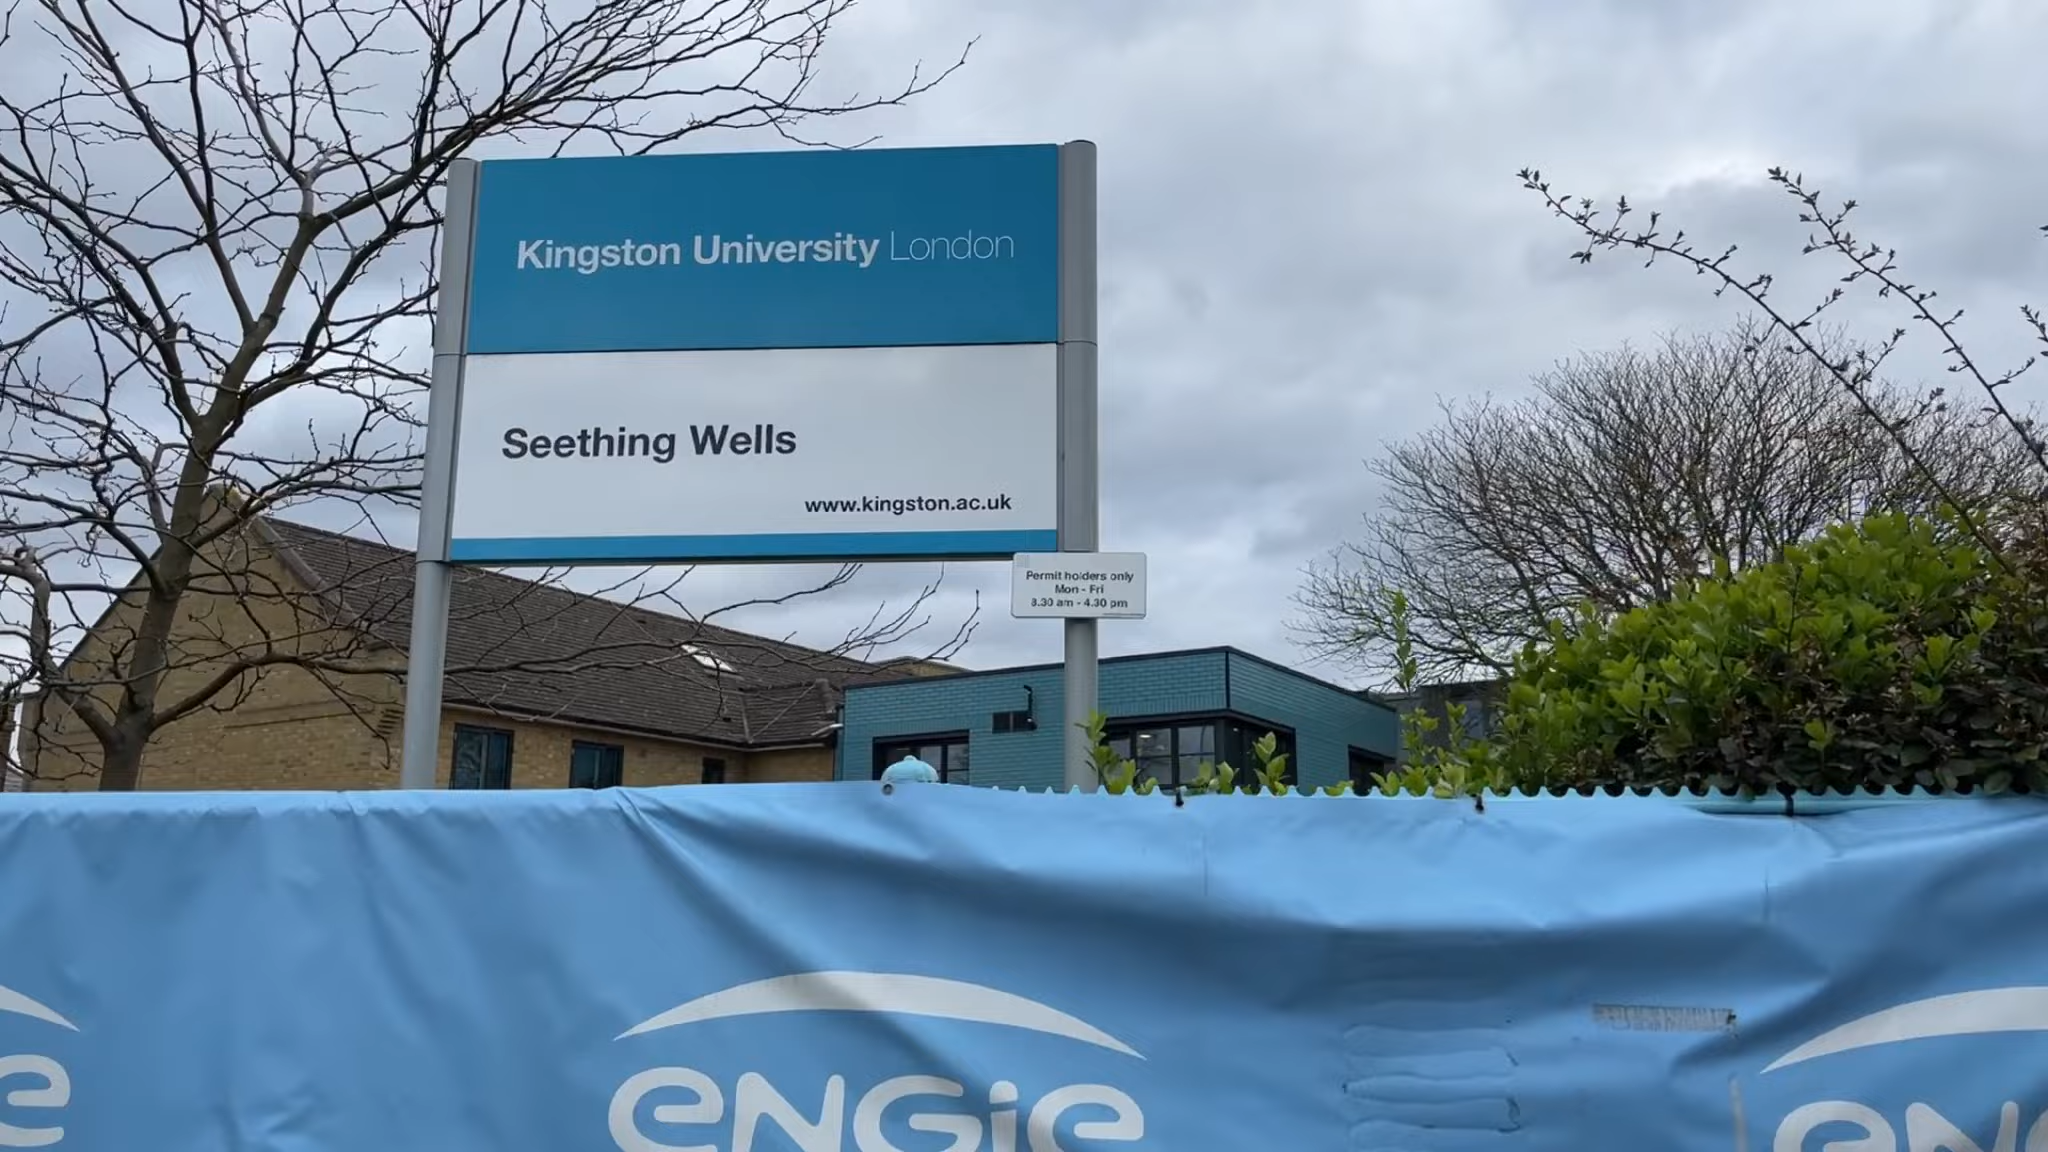 Kingston University London
Seething Wells
www.kingston.ac.uk
Permit holders only
Mon - Fri
8.30 am - 4.30 pm
e
eNGie
eN